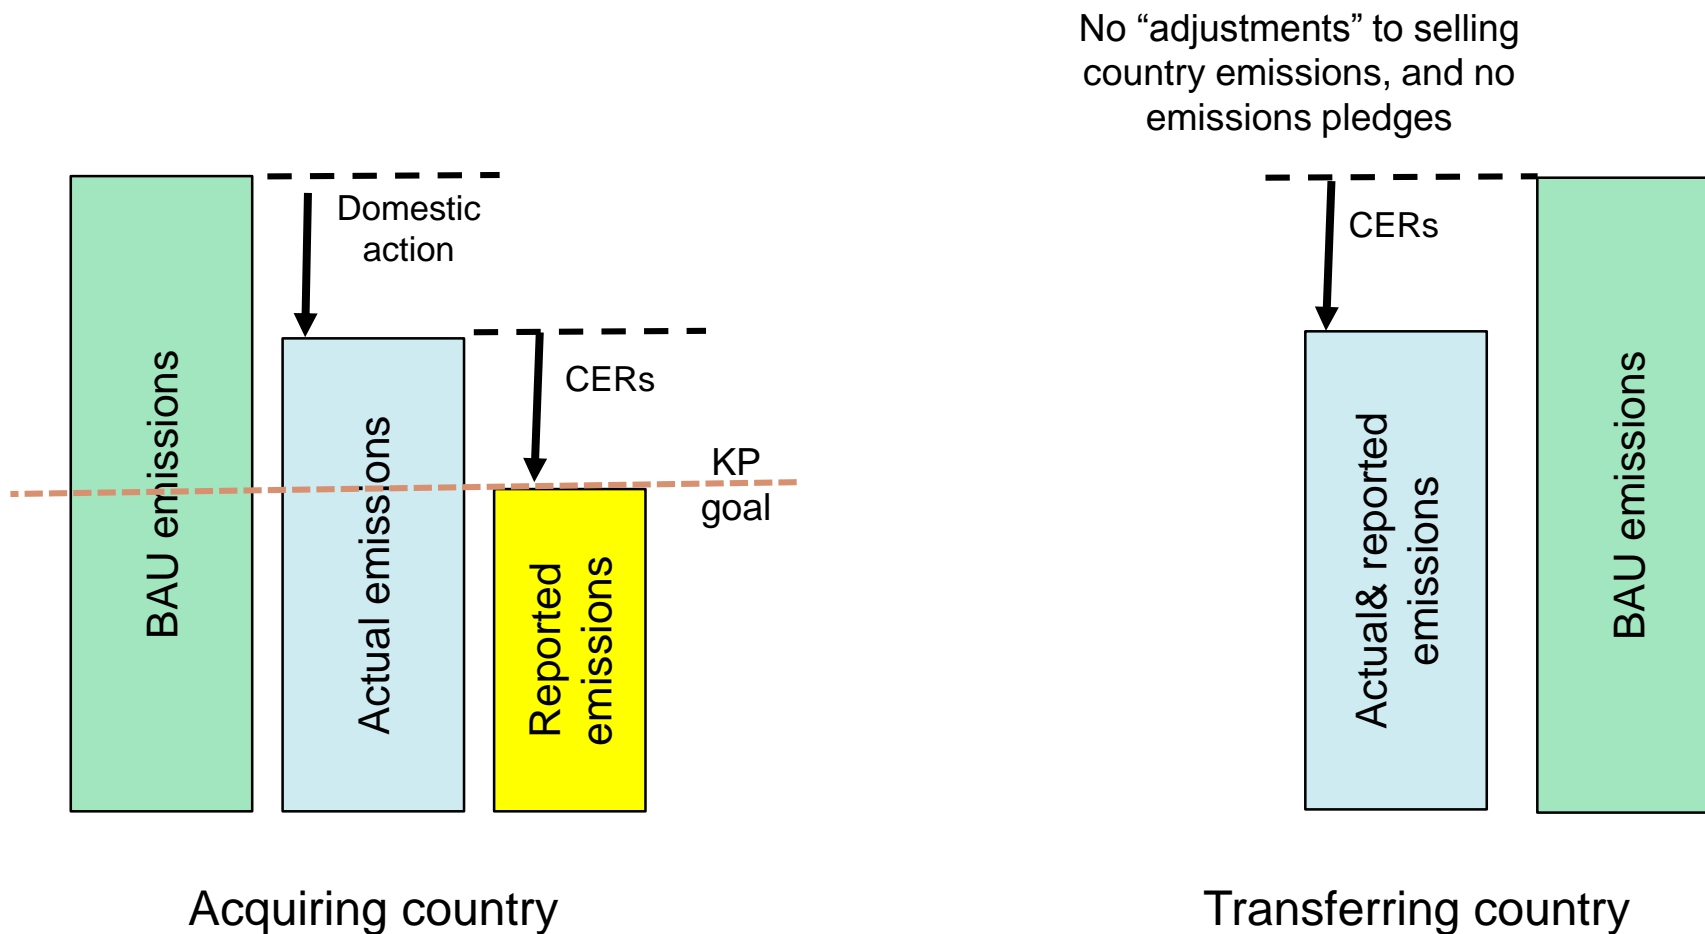 No “adjustments” to selling
country emissions, and no
emissions pledges
Domestic
action
CERs
CERs
KP
goal
BAU emissions
Actual emissions
Reported
emissions
Actual& reported
emissions
BAU emissions
Acquiring country
Transferring country